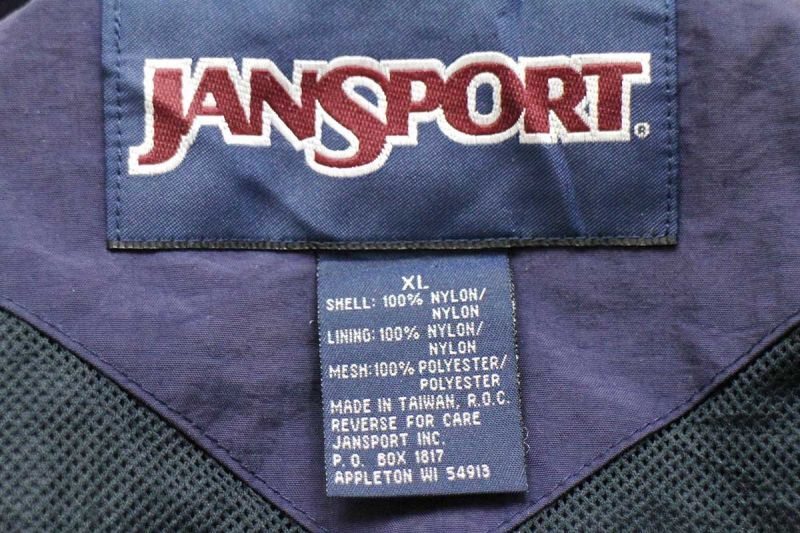 JANSPORT®
XL
SHELL: 100% NYLON/
NYLON
LINING: 100% NYLON/
NYLON
MESH: 100% POLYESTER/
POLYESTER
MADE IN TAIWAN, R.O.C.
REVERSE FOR CARE
JANSPORT INC.
P. O. BOX 1817
APPLETON WI 54913